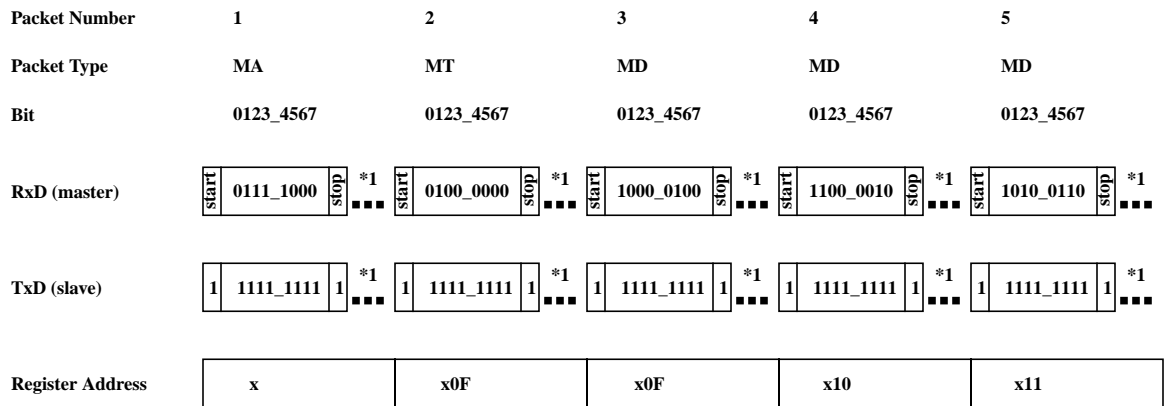 Packet Number 1 2 3 4 5
Packet Type MA MT MD MD MD
Bit 0123_4567 0123_4567 0123_4567 0123_4567 0123_4567
RxD (master) start 0111_1000 stop *1 start 0100_0000 stop *1 start 1000_0100 stop *1 start 1100_0010 stop *1 start 1010_0110 stop *1
TxD (slave) 1 1111_1111 1 *1 1 1111_1111 1 *1 1 1111_1111 1 *1 1 1111_1111 1 *1 1 1111_1111 1 *1
Register Address x x0F x0F x10 x11